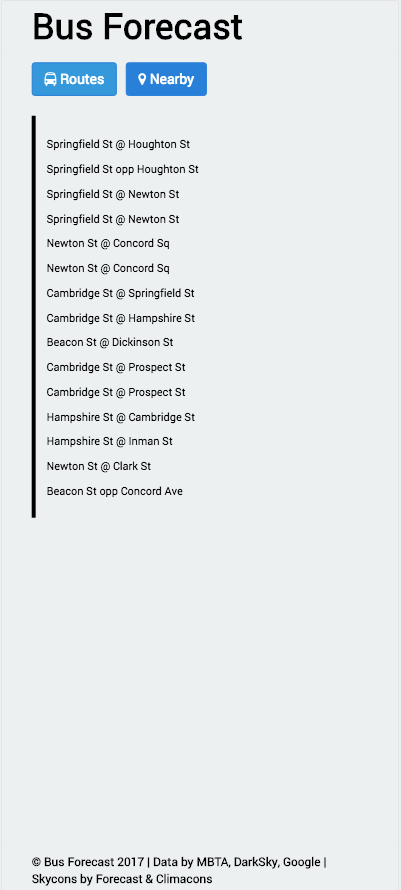 Bus Forecast
Routes
Nearby
Springfield St @ Houghton St
Springfield St opp Houghton St
Springfield St @ Newton St
Springfield St @ Newton St
Newton St @ Concord Sq
Newton St @ Concord Sq
Cambridge St @ Springfield St
Cambridge St @ Hampshire St
Beacon St @ Dickinson St
Cambridge St @ Prospect St
Cambridge St @ Prospect St
Hampshire St @ Cambridge St
Hampshire St @ Inman St
Newton St @ Clark St
Beacon St opp Concord Ave
© Bus Forecast 2017 | Data by MBTA, DarkSky, Google |
Skycons by Forecast & Climacons